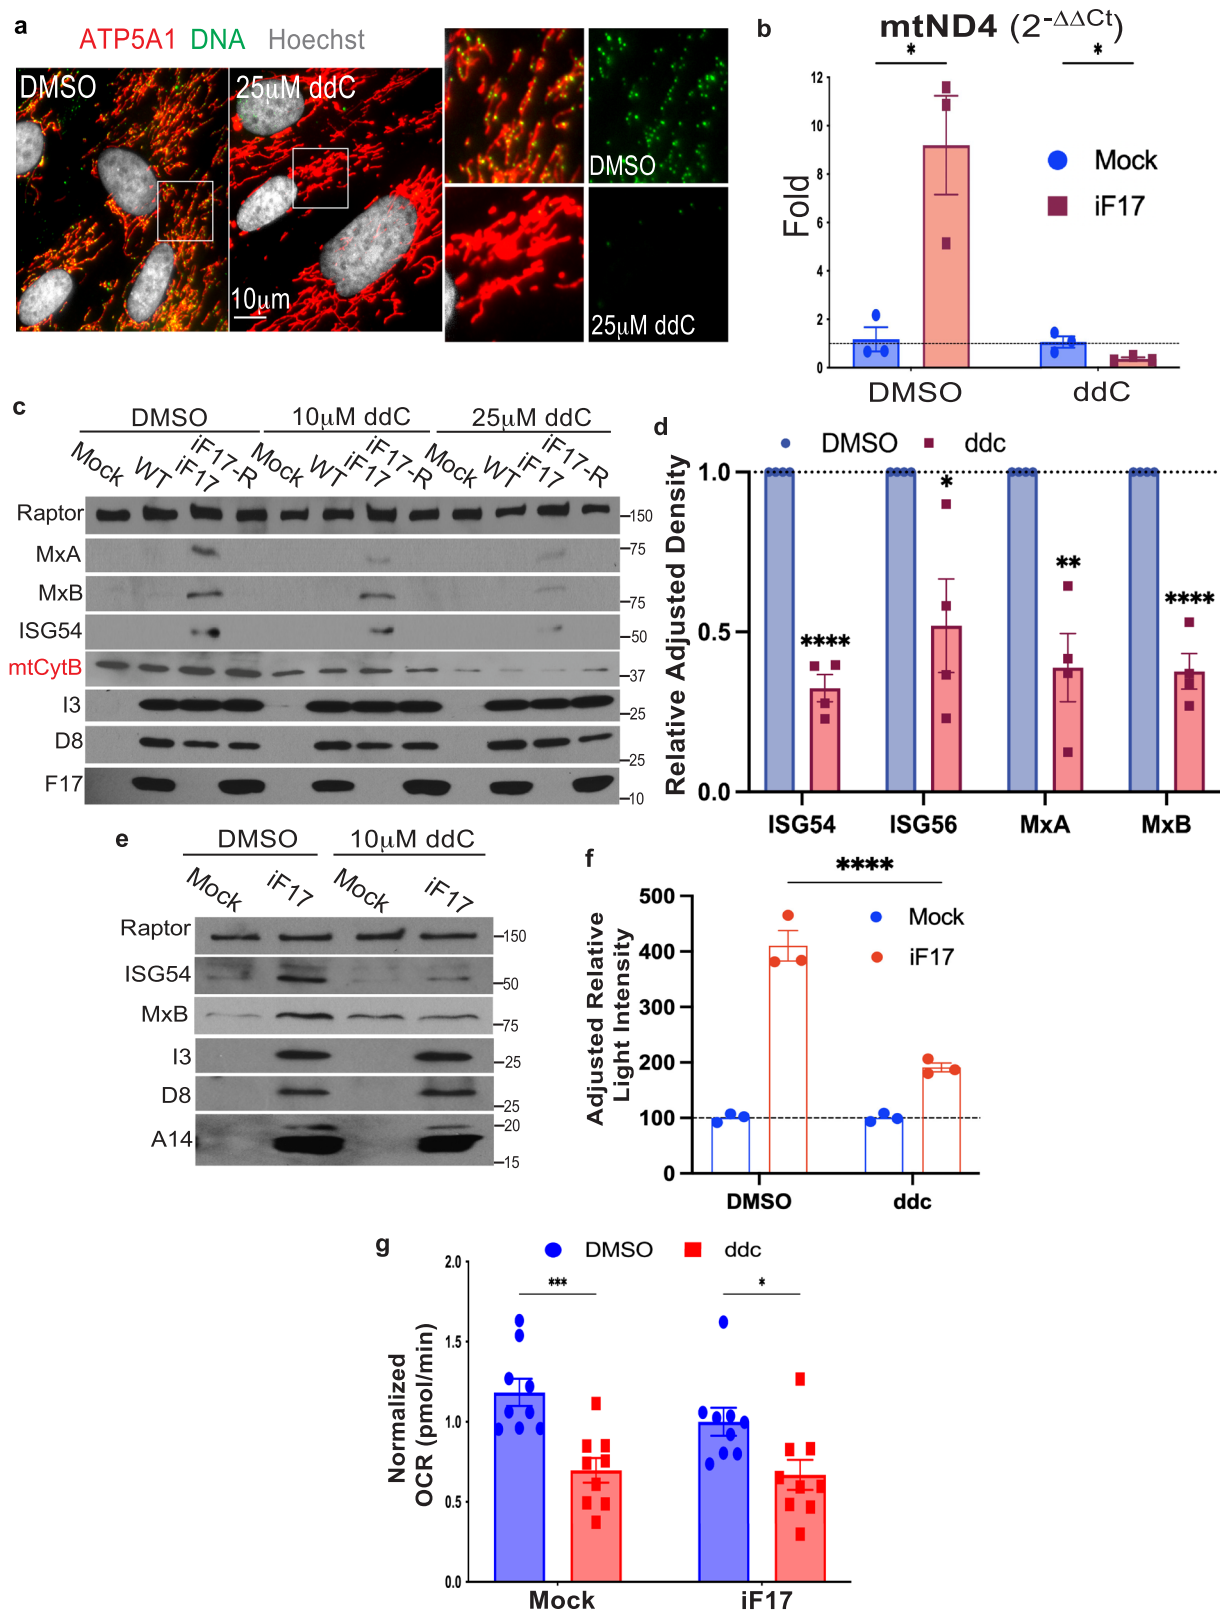 a
ATP5A1 DNA Hoechst
DMSO
25μM ddC
10μm
DMSO
25μM ddC
b
mtND4 (2^-ΔΔCt)
*
*
12
10
8
6
4
2
0
Fold
Mock
iF17
DMSO
ddC
c
DMSO
10μM ddC
25μM ddC
Mock WT iF17 iF17-R Mock WT iF17 iF17-R Mock WT iF17 iF17-R
Raptor
150
MxA
75
MxB
75
ISG54
50
mtCytB
37
I3
25
D8
25
F17
10
d
DMSO
ddc
1.0
0.5
0.0
Relative Adjusted Density
****
*
**
****
ISG54
ISG56
MxA
MxB
e
DMSO
10μM ddC
Mock iF17 Mock iF17
Raptor
150
ISG54
50
MxB
75
I3
25
D8
25
A14
20
15
f
****
500
400
300
200
100
0
Adjusted Relative
Light Intensity
Mock
iF17
DMSO
ddc
g
DMSO
ddc
2.0
1.5
1.0
0.5
0.0
Normalized
OCR (pmol/min)
***
*
Mock
iF17